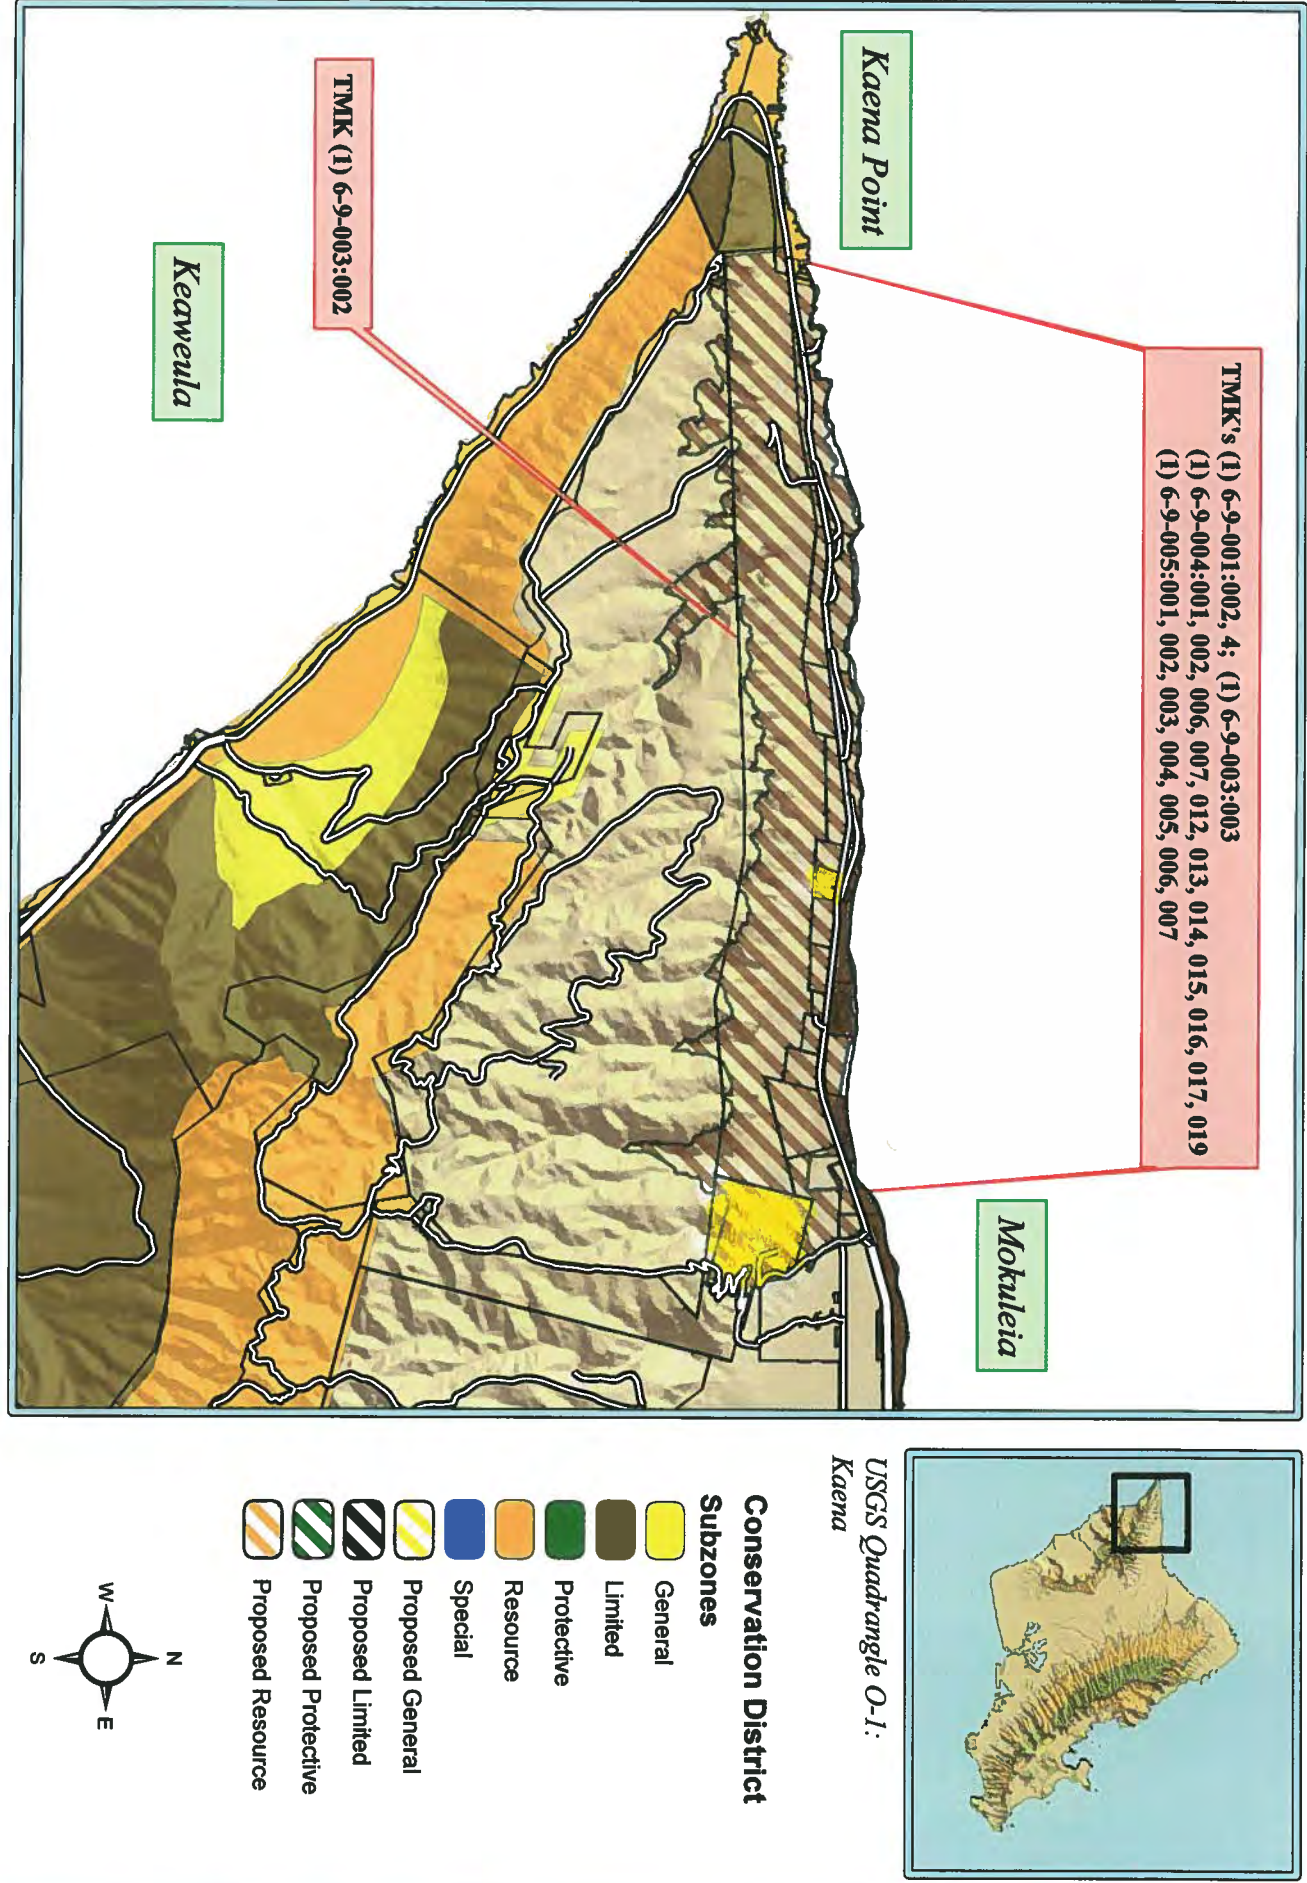 Kaena Point
TMK's (1) 6-9-001:002, 4; (1) 6-9-003:003
(1) 6-9-004:001, 002, 006, 007, 012, 013, 014, 015, 016, 017, 019
(1) 6-9-005:001, 002, 003, 004, 005, 006, 007
Mokuleia
TMK (1) 6-9-003:002
Keaweula
USGS Quadrangle O-1:
Kaena
Conservation District
Subzones
General
Limited
Protective
Resource
Special
Proposed General
Proposed Limited
Proposed Protective
Proposed Resource
N
W
E
S